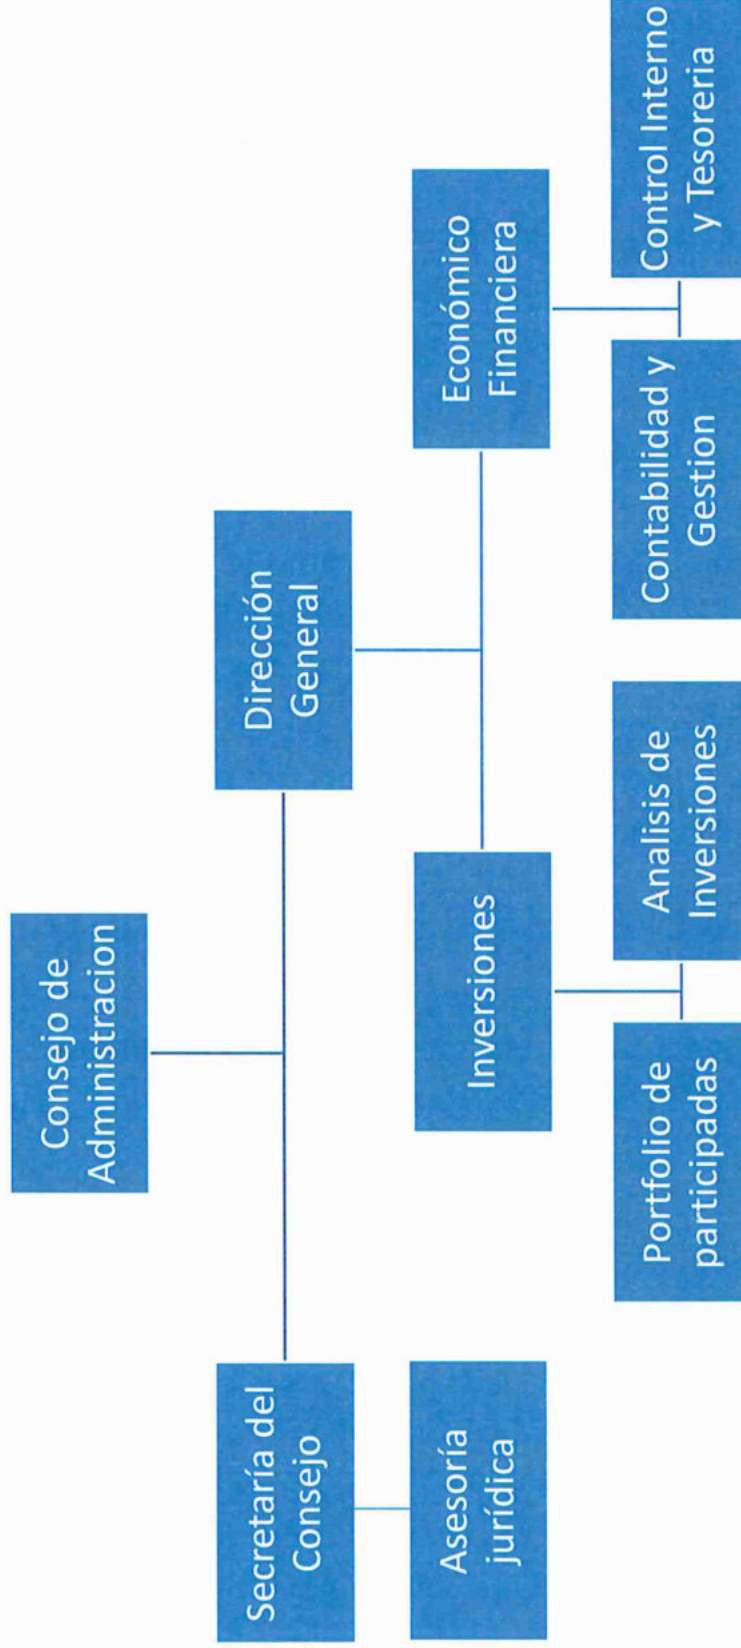 Consejo de
Administracion
Secretaría del
Consejo
Dirección
General
Asesoría
jurídica
Inversiones
Económico
Financiera
Portfolio de
participadas
Analisis de
Inversiones
Contabilidad y
Gestion
Control Interno
y Tesoreria